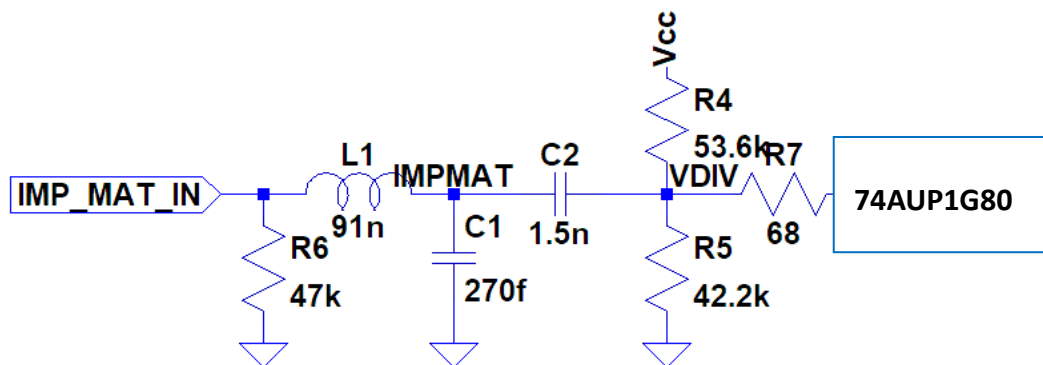 Vcc
R4
53.6k
L1
IMPMAT
C2
VDIV
R7
IMP_MAT_IN
74AUP1G80
91n
C1
1.5n
68
R6
R5
47k
270f
42.2k